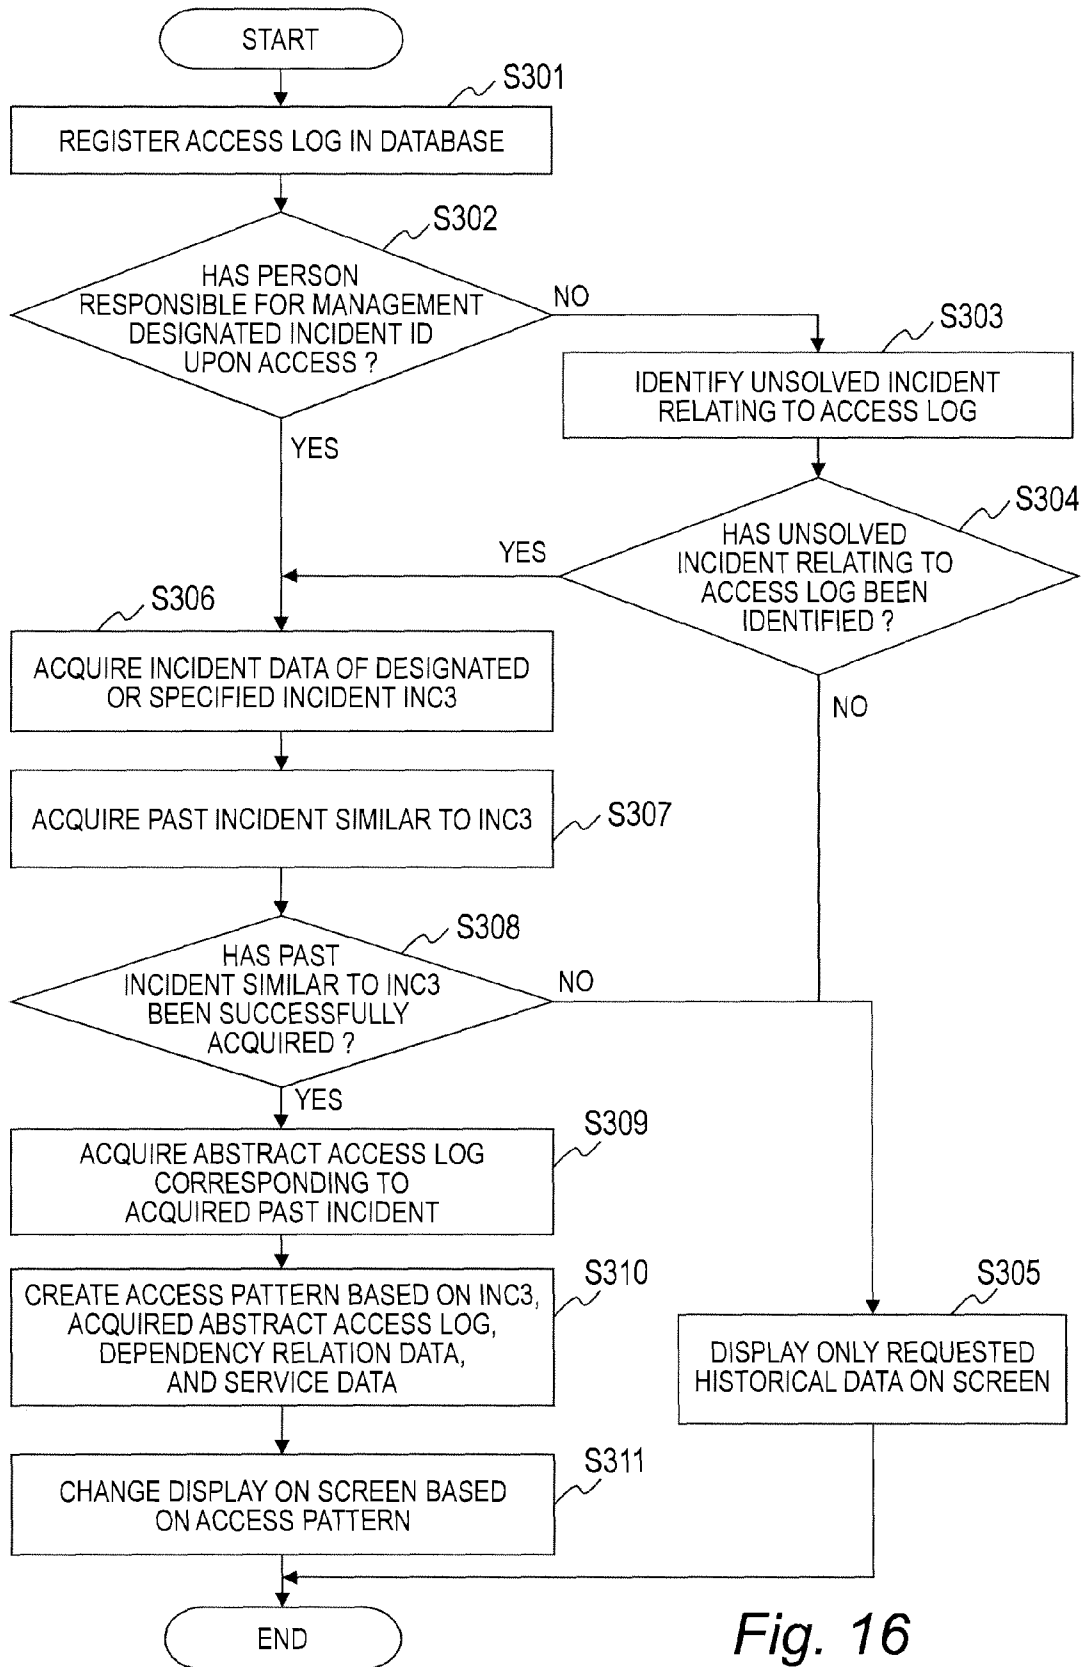 START
S301
REGISTER ACCESS LOG IN DATABASE
S302
HAS PERSON
RESPONSIBLE FOR MANAGEMENT
DESIGNATED INCIDENT ID
UPON ACCESS ?
NO
YES
S303
IDENTIFY UNSOLVED INCIDENT
RELATING TO ACCESS LOG
S304
HAS UNSOLVED
INCIDENT RELATING TO
ACCESS LOG BEEN
IDENTIFIED ?
YES
NO
S306
ACQUIRE INCIDENT DATA OF DESIGNATED
OR SPECIFIED INCIDENT INC3
S307
ACQUIRE PAST INCIDENT SIMILAR TO INC3
S308
HAS PAST
INCIDENT SIMILAR TO INC3
BEEN SUCCESSFULLY
ACQUIRED ?
NO
YES
S309
ACQUIRE ABSTRACT ACCESS LOG
CORRESPONDING TO
ACQUIRED PAST INCIDENT
S310
CREATE ACCESS PATTERN BASED ON INC3,
ACQUIRED ABSTRACT ACCESS LOG,
DEPENDENCY RELATION DATA,
AND SERVICE DATA
S305
DISPLAY ONLY REQUESTED
HISTORICAL DATA ON SCREEN
S311
CHANGE DISPLAY ON SCREEN BASED
ON ACCESS PATTERN
END
Fig. 16